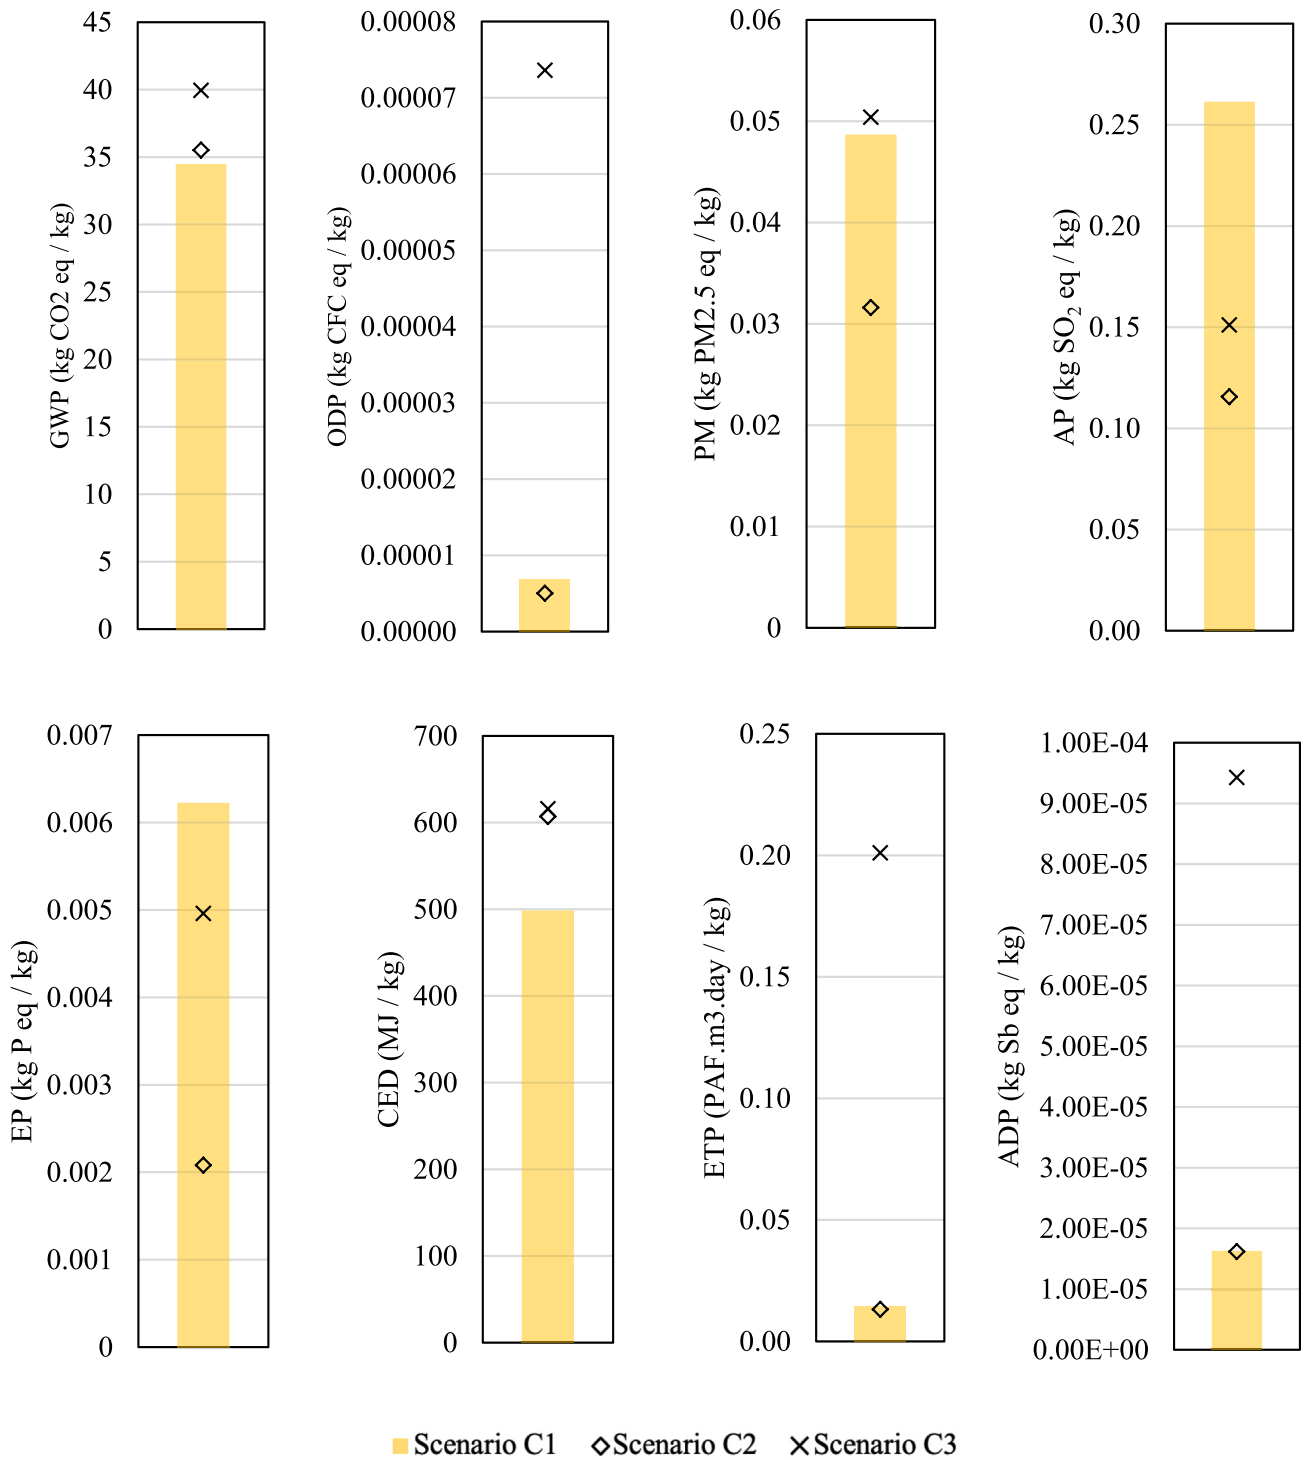 GWP (kg CO2 eq / kg)
45
40
35
30
25
20
15
10
5
0
ODP (kg CFC eq / kg)
0.00008
0.00007
0.00006
0.00005
0.00004
0.00003
0.00002
0.00001
0.00000
PM (kg PM2.5 eq / kg)
0.06
0.05
0.04
0.03
0.02
0.01
0
AP (kg SO₂ eq / kg)
0.30
0.25
0.20
0.15
0.10
0.05
0.00
EP (kg P eq / kg)
0.007
0.006
0.005
0.004
0.003
0.002
0.001
0
CED (MJ / kg)
700
600
500
400
300
200
100
0
ETP (PAF.m3.day / kg)
0.25
0.20
0.15
0.10
0.05
0.00
ADP (kg Sb eq / kg)
1.00E-04
9.00E-05
8.00E-05
7.00E-05
6.00E-05
5.00E-05
4.00E-05
3.00E-05
2.00E-05
1.00E-05
0.00E+00
Scenario C1 Scenario C2 Scenario C3